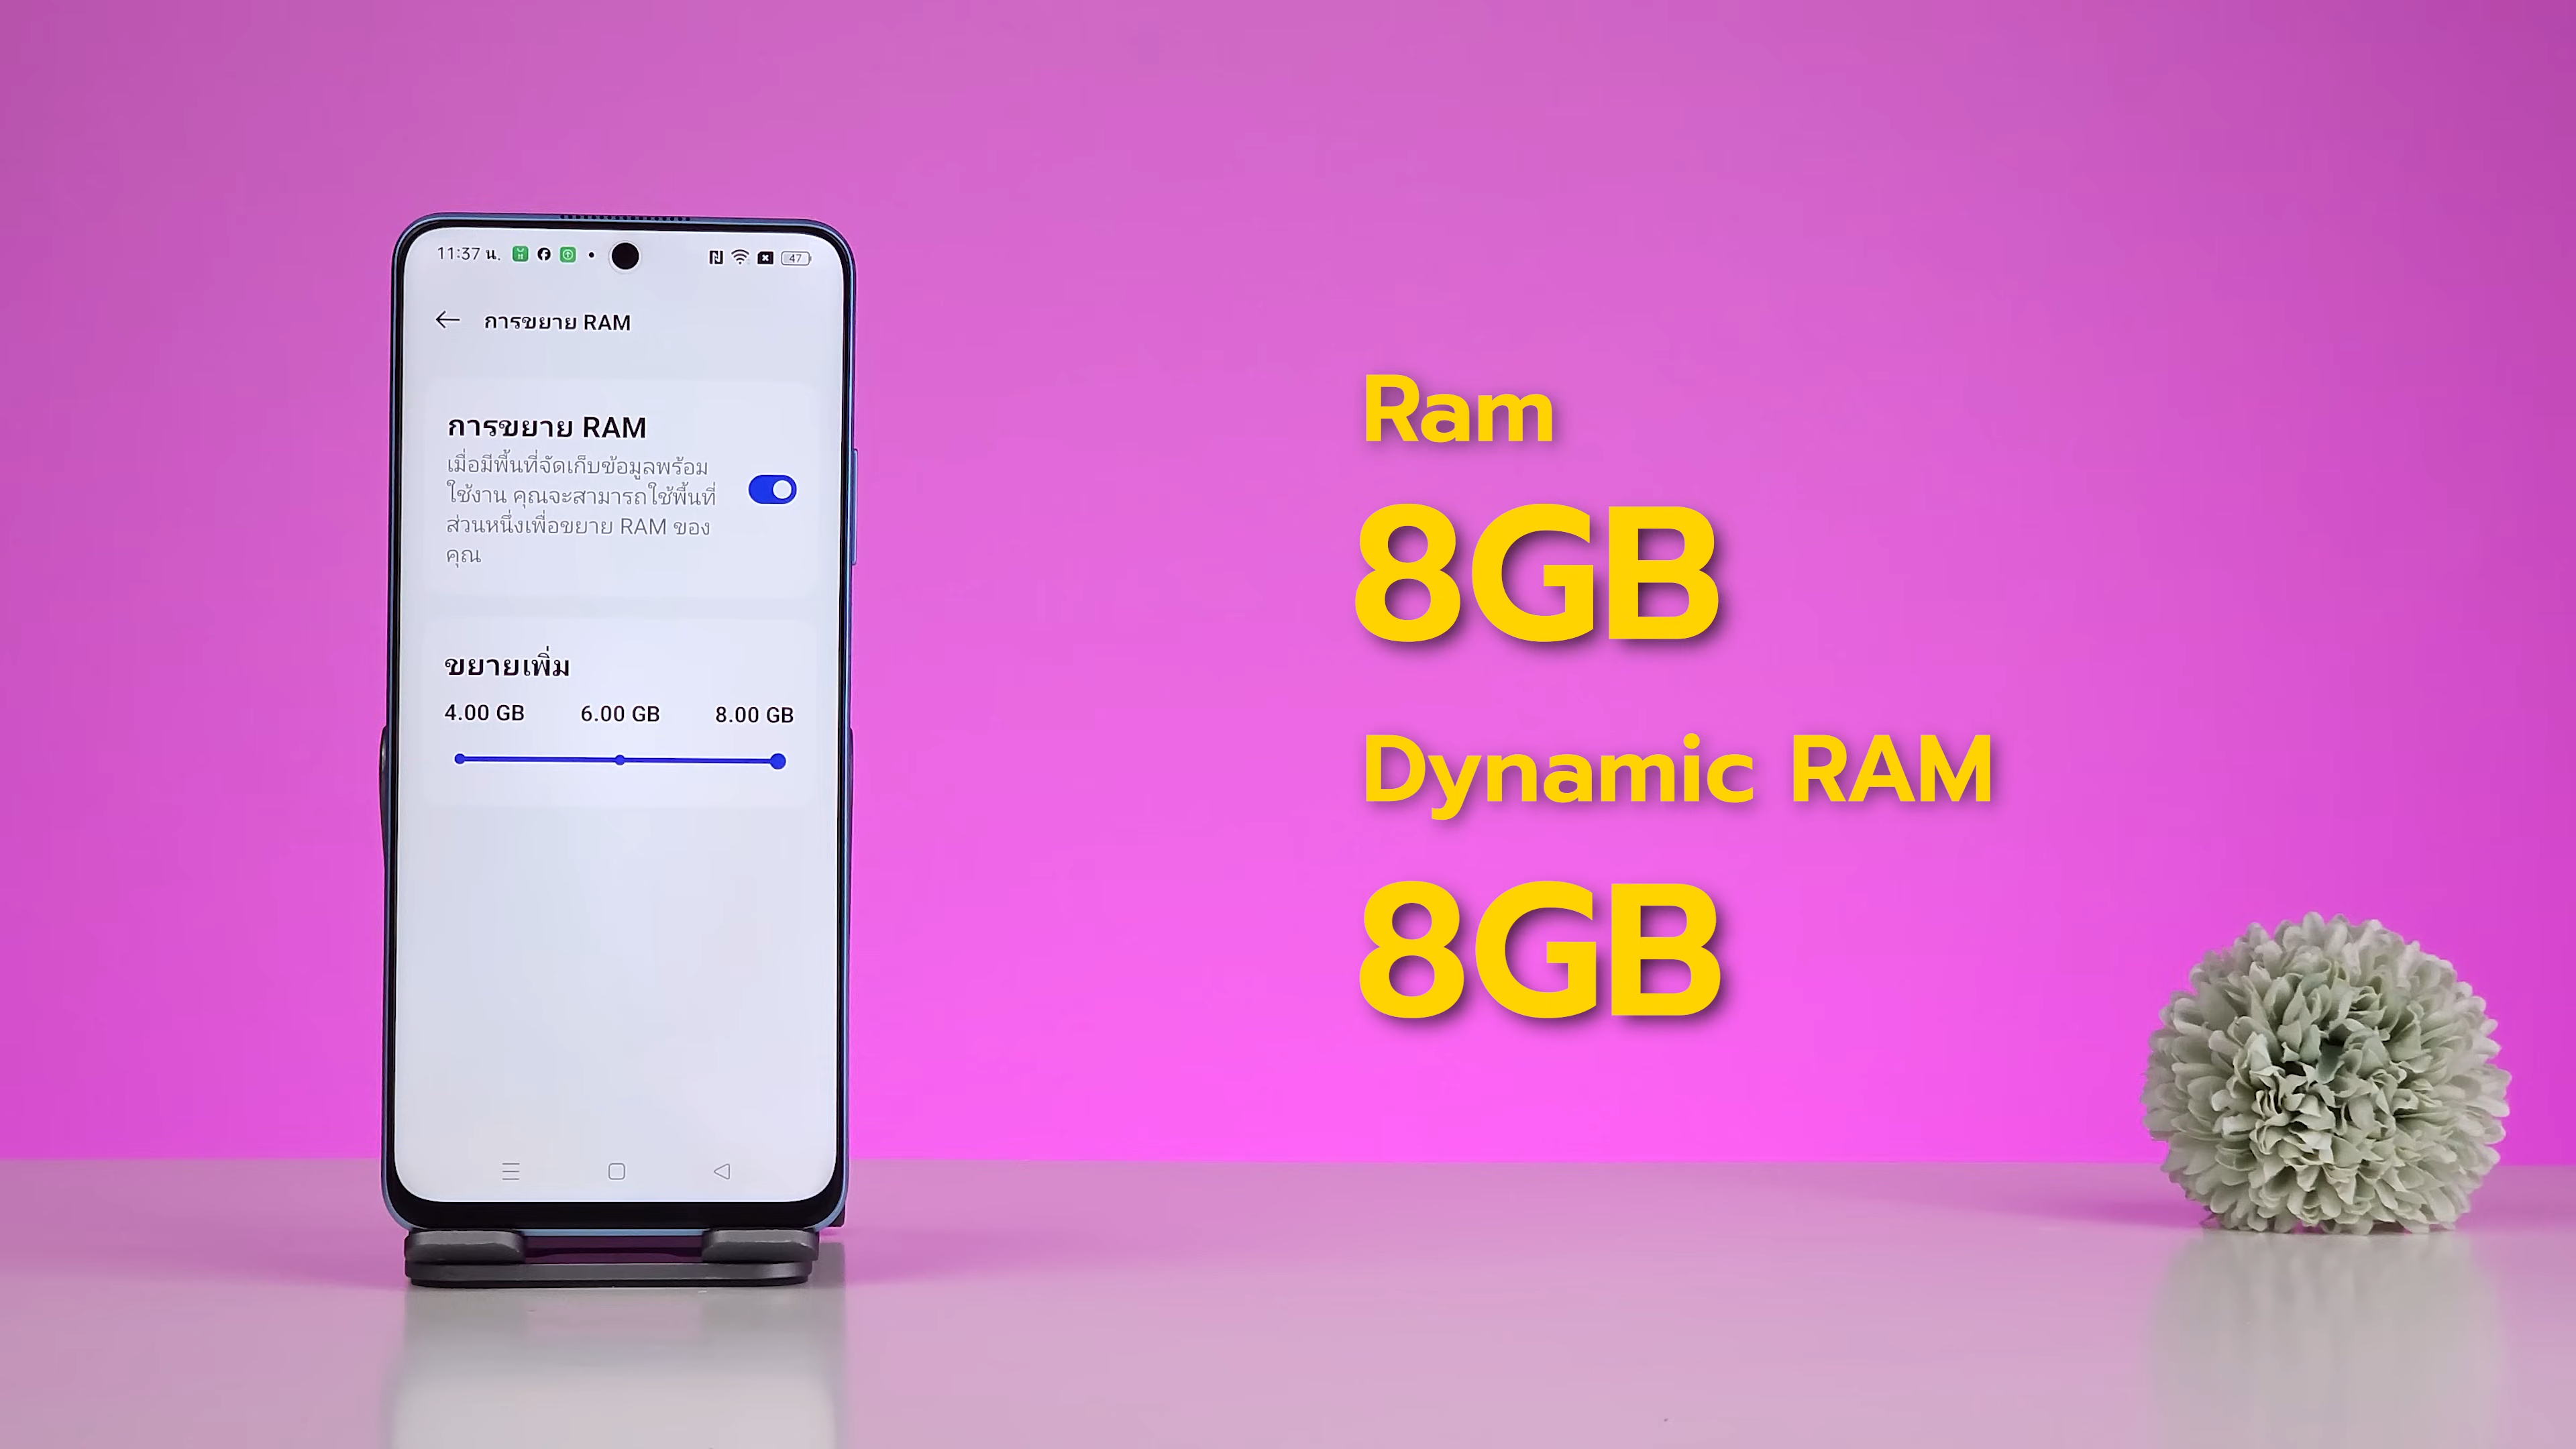 11:37 น.
47
การขยาย RAM
การขยาย RAM
เมื่อมีพื้นที่จัดเก็บข้อมูลพร้อม
ใช้งาน คุณจะสามารถใช้พื้นที่
ส่วนหนึ่งเพื่อขยาย RAM ของ
คุณ
ขยายเพิ่ม
4.00 GB 6.00 GB 8.00 GB
Ram
8GB
Dynamic RAM
8GB